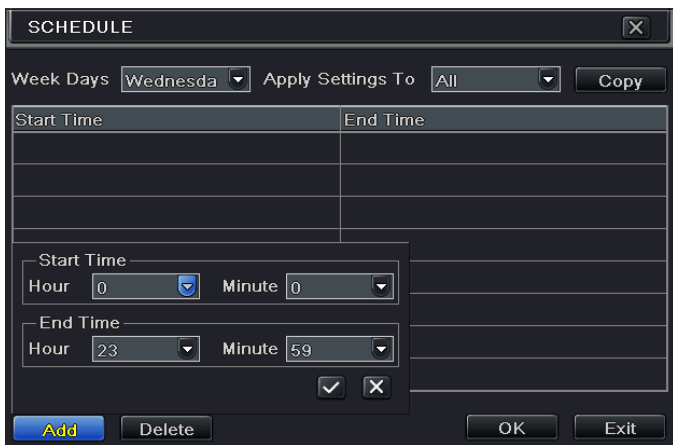 SCHEDULE
Week Days Wednesda Apply Settings To All Copy
Start Time End Time
Start Time
Hour 0 Minute 0
End Time
Hour 23 Minute 59
Add Delete OK Exit